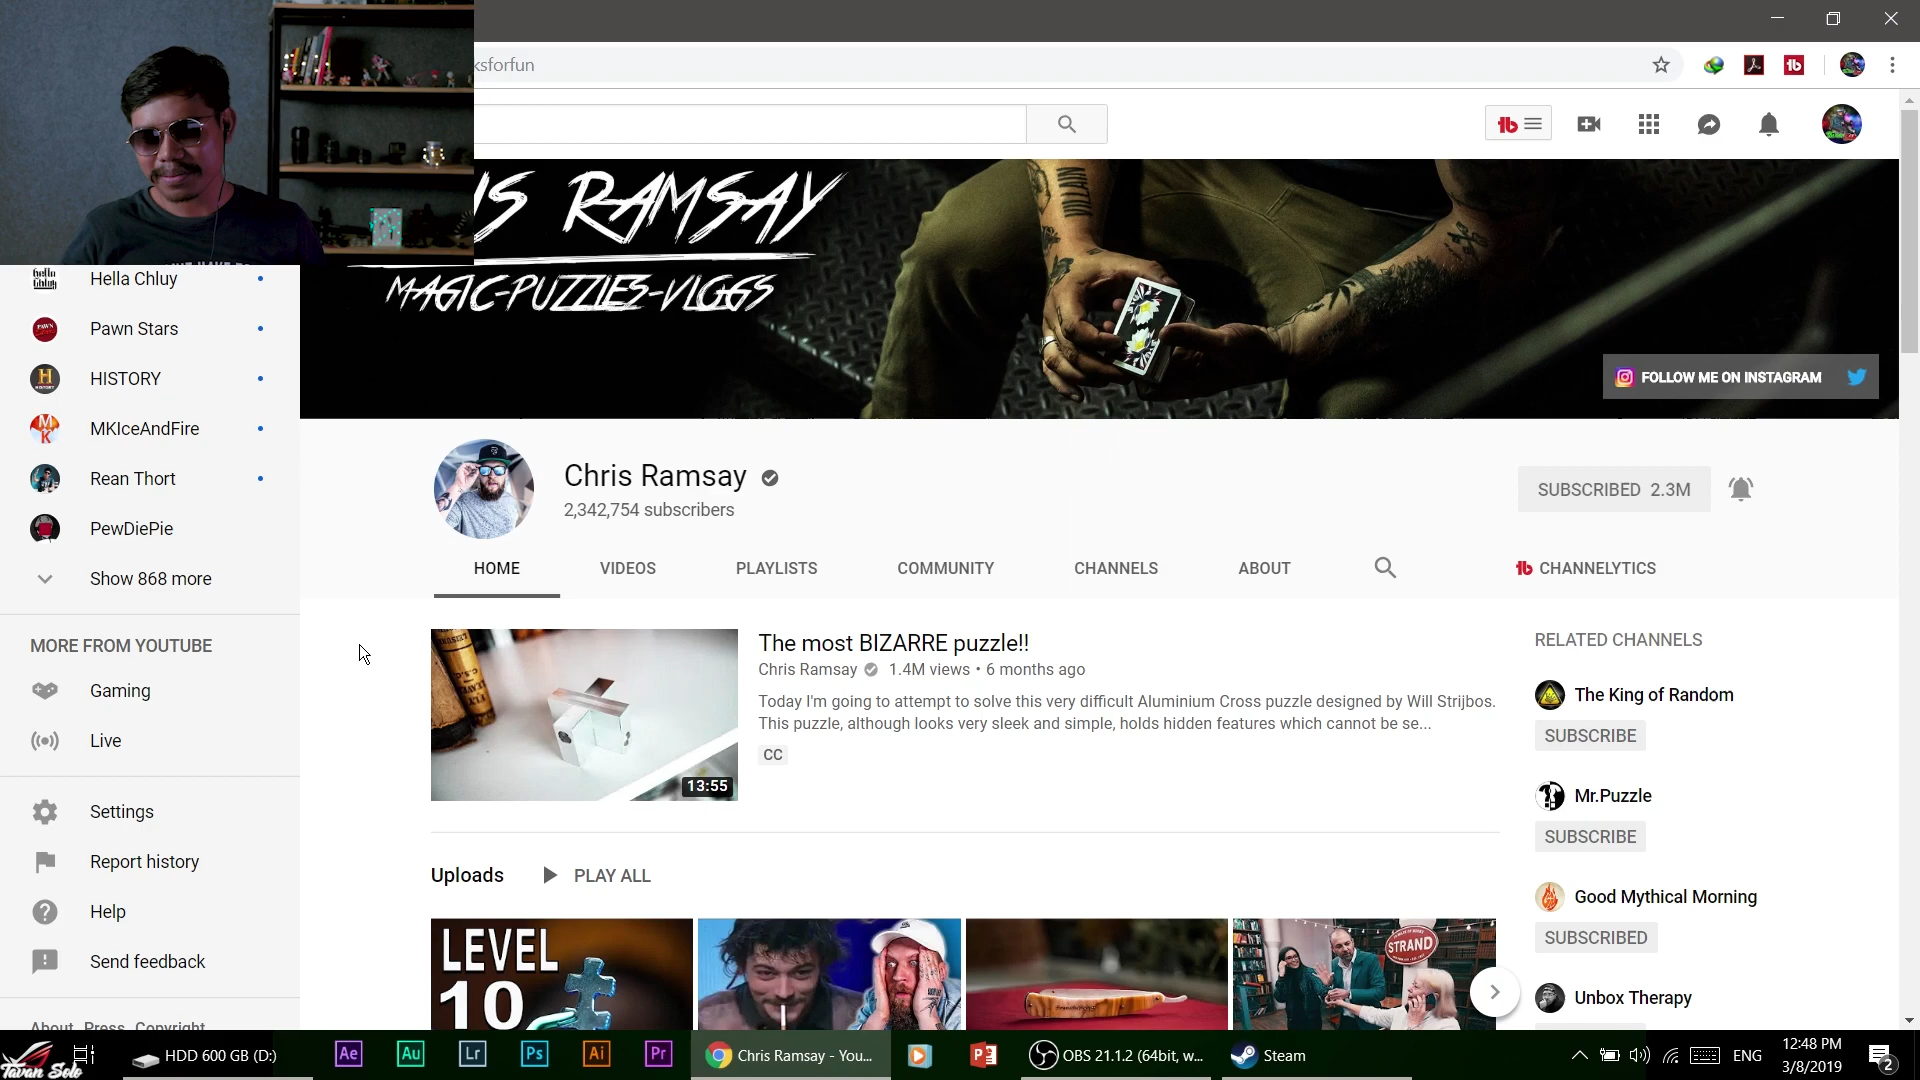 ksforfun
IS RAMSAY
MAGIC-PUZZLES-VLOGS
FOLLOW ME ON INSTAGRAM
Hella Chluy
Pawn Stars
HISTORY
MKIceAndFire
Rean Thort
PewDiePie
Show 868 more
MORE FROM YOUTUBE
Gaming
Live
Settings
Report history
Help
Send feedback
About Press Copyright
Chris Ramsay
2,342,754 subscribers
SUBSCRIBED 2.3M
HOME VIDEOS PLAYLISTS COMMUNITY CHANNELS ABOUT CHANNELYTICS
The most BIZARRE puzzle!!
Chris Ramsay 1.4M views • 6 months ago
Today I'm going to attempt to solve this very difficult Aluminium Cross puzzle designed by Will Strijbos.
This puzzle, although looks very sleek and simple, holds hidden features which cannot be se...
CC
13:55
Uploads PLAY ALL
LEVEL
10
STRAND
RELATED CHANNELS
The King of Random
SUBSCRIBE
Mr.Puzzle
SUBSCRIBE
Good Mythical Morning
SUBSCRIBED
Unbox Therapy
Tavan Solo
HDD 600 GB (D:)
Ae
Au
Lr
Ps
Ai
Pr
Chris Ramsay - You...
OBS 21.1.2 (64bit, w...
Steam
ENG
12:48 PM
3/8/2019
2